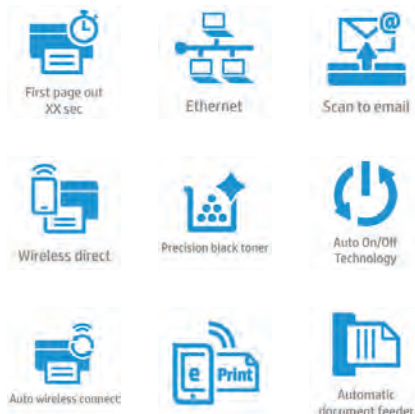 @
First page out
XX sec
Ethernet
Scan to email
Wireless direct
Precision black toner
Auto On/Off
Technology
Auto wireless connect
e Print
Automatic
document feeder